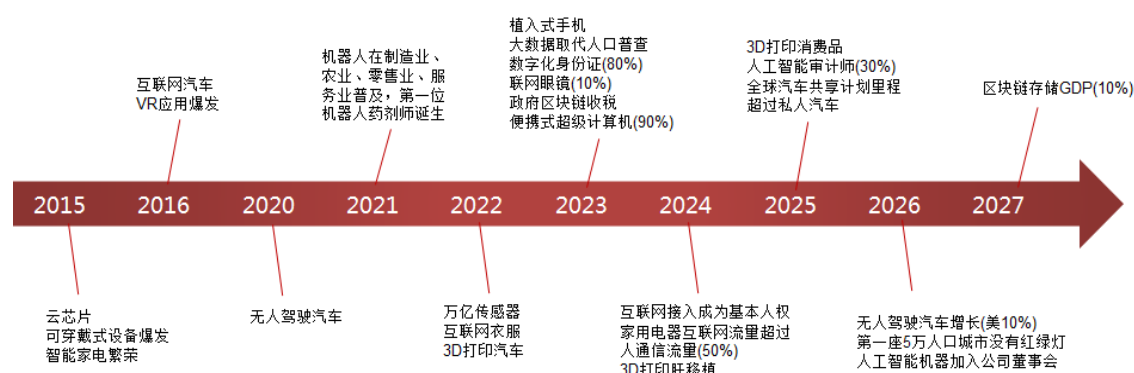 植入式手机
大数据取代人口普查
数字化身份证(80%)
联网眼镜(10%)
政府区块链收税
便携式超级计算机(90%)
3D打印消费品
人工智能审计师(30%)
全球汽车共享计划里程
超过私人汽车
机器人在制造业、
农业、零售业、服
务业普及，第一位
机器人药剂师诞生
互联网汽车
VR应用爆发
区块链存储GDP(10%)
2015 2016 2020 2021 2022 2023 2024 2025 2026 2027
云芯片
可穿戴式设备爆发
智能家电繁荣
无人驾驶汽车
万亿传感器
互联网衣服
3D打印汽车
互联网接入成为基本人权
家用电器互联网流量超过
人通信流量(50%)
3D打印肝移植
无人驾驶汽车增长(美10%)
第一座5万人口城市没有红绿灯
人工智能机器加入公司董事会